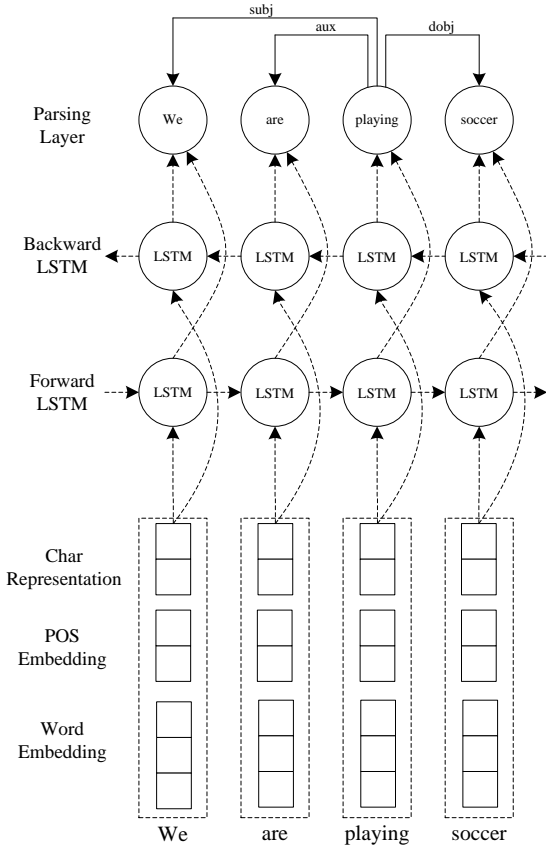 subj
aux
dobj
Parsing
Layer
We
are
playing
soccer
Backward
LSTM
LSTM
LSTM
LSTM
LSTM
Forward
LSTM
LSTM
LSTM
LSTM
LSTM
Char
Representation
POS
Embedding
Word
Embedding
We
are
playing
soccer